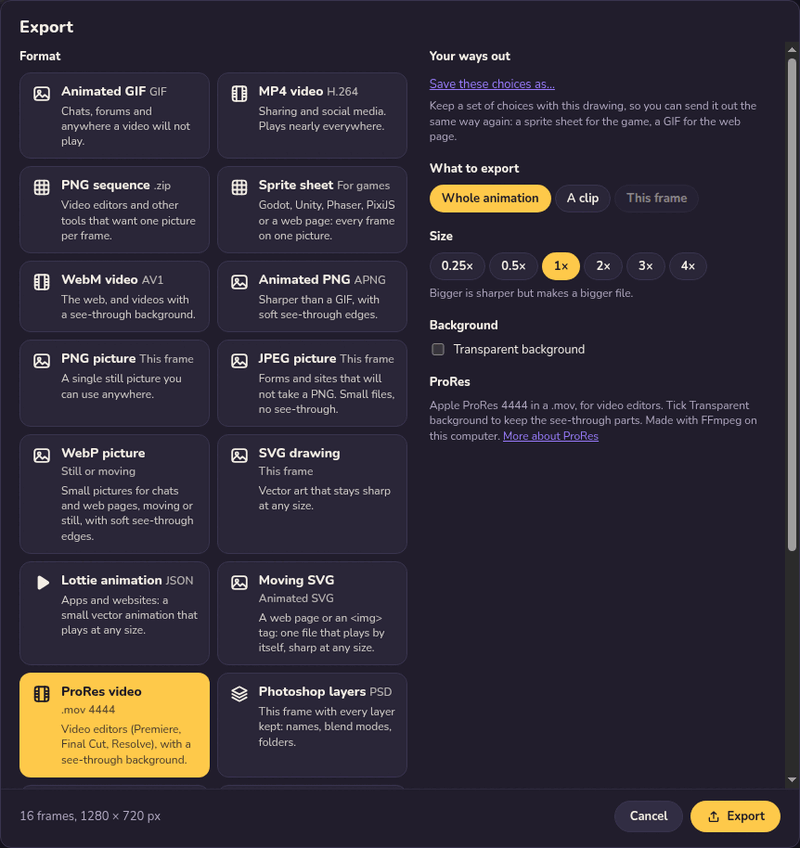 Export
Format
Animated GIF GIF
Chats, forums and
anywhere a video will not
play.
MP4 video H.264
Sharing and social media.
Plays nearly everywhere.
PNG sequence .zip
Video editors and other
tools that want one picture
per frame.
Sprite sheet For games
Godot, Unity, Phaser, PixiJS
or a web page: every frame
on one picture.
WebM video AV1
The web, and videos with
a see-through background.
Animated PNG APNG
Sharper than a GIF, with
soft see-through edges.
PNG picture This frame
A single still picture you
can use anywhere.
JPEG picture This frame
Forms and sites that will
not take a PNG. Small files,
no see-through.
WebP picture
Still or moving
Small pictures for chats
and web pages, moving or
still, with soft see-through
edges.
SVG drawing
This frame
Vector art that stays sharp
at any size.
Lottie animation JSON
Apps and websites: a
small vector animation that
plays at any size.
Moving SVG
Animated SVG
A web page or an <img>
tag: one file that plays by
itself, sharp at any size.
ProRes video
.mov 4444
Video editors (Premiere,
Final Cut, Resolve), with a
see-through background.
Photoshop layers PSD
This frame with every layer
kept: names, blend modes,
folders.
Your ways out
Save these choices as...
Keep a set of choices with this drawing, so you can send it out the
same way again: a sprite sheet for the game, a GIF for the web
page.
What to export
Whole animation A clip This frame
Size
0.25x 0.5x 1x 2x 3x 4x
Bigger is sharper but makes a bigger file.
Background
Transparent background
ProRes
Apple ProRes 4444 in a .mov, for video editors. Tick Transparent
background to keep the see-through parts. Made with FFmpeg on
this computer. More about ProRes
16 frames, 1280 × 720 px
Cancel
Export